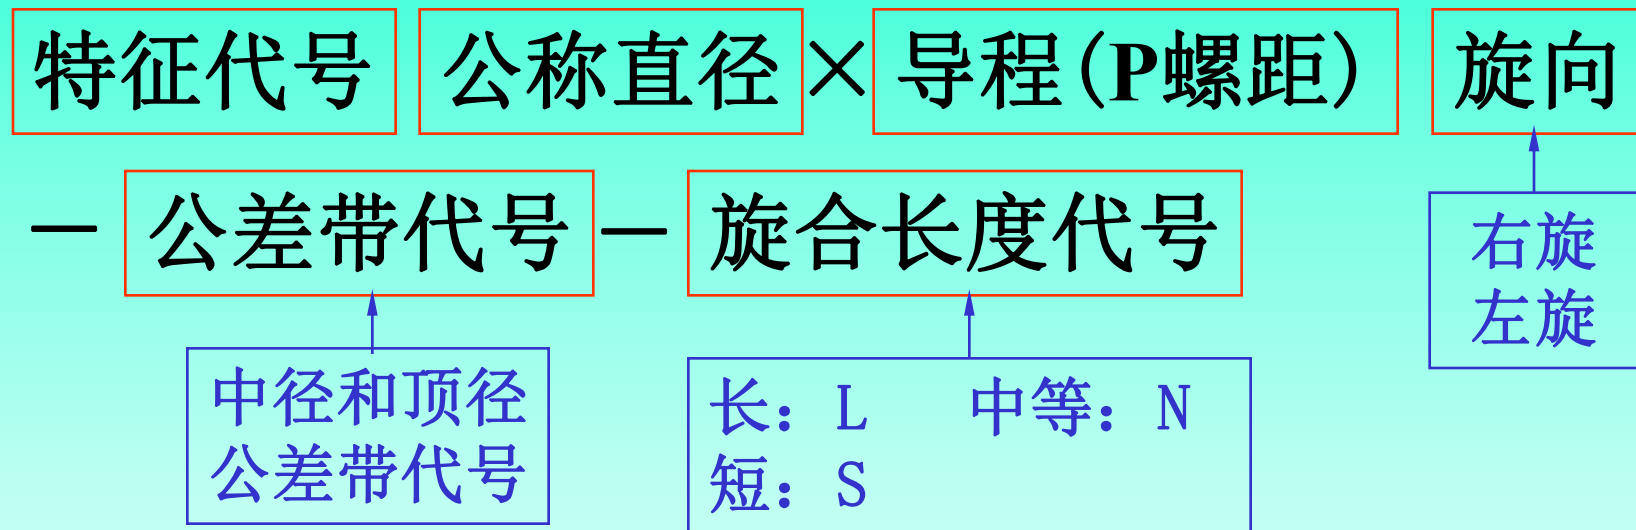 特征代号 公称直径×导程(P螺距) 旋向
－公差带代号－旋合长度代号
右旋
左旋
中径和顶径
公差带代号
长：L 中等：N
短：S